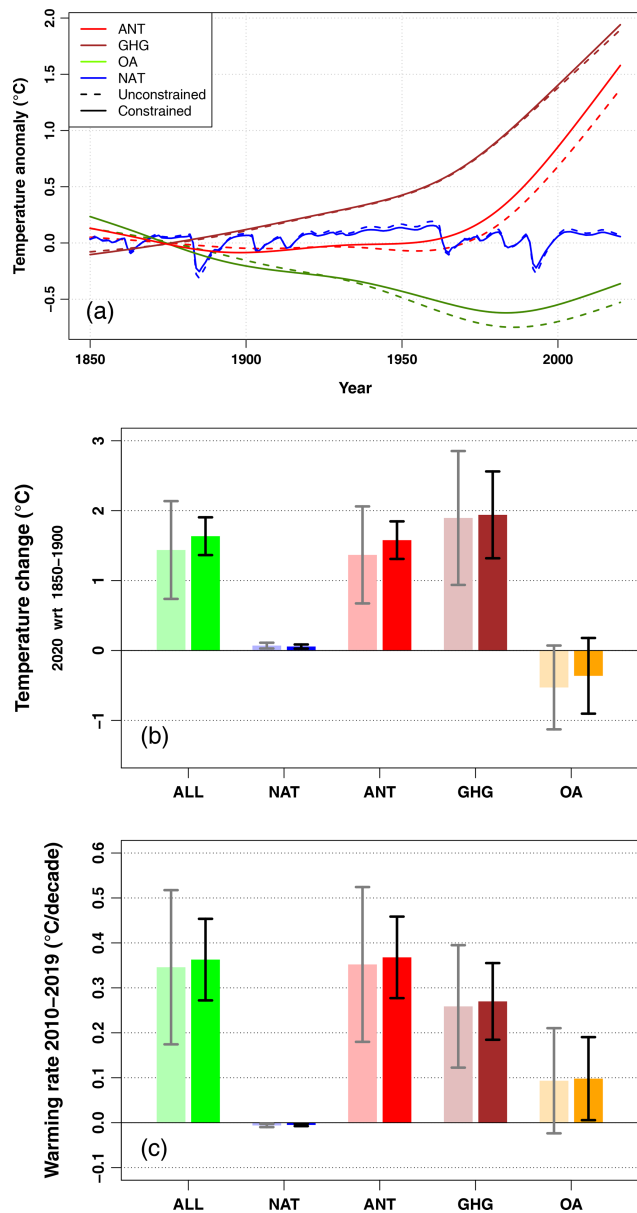 2.0
1.5
1.0
0.5
0.0
−0.5
Temperature anomaly (°C)
ANT
GHG
OA
NAT
Unconstrained
Constrained
(a)
1850
1900
1950
2000
Year
3
2
1
0
−1
Temperature change (°C)
2020 wrt 1850−1900
(b)
ALL
NAT
ANT
GHG
OA
0.6
0.5
0.4
0.3
0.2
0.1
0.0
−0.1
Warming rate 2010−2019 (°C/decade)
(c)
ALL
NAT
ANT
GHG
OA